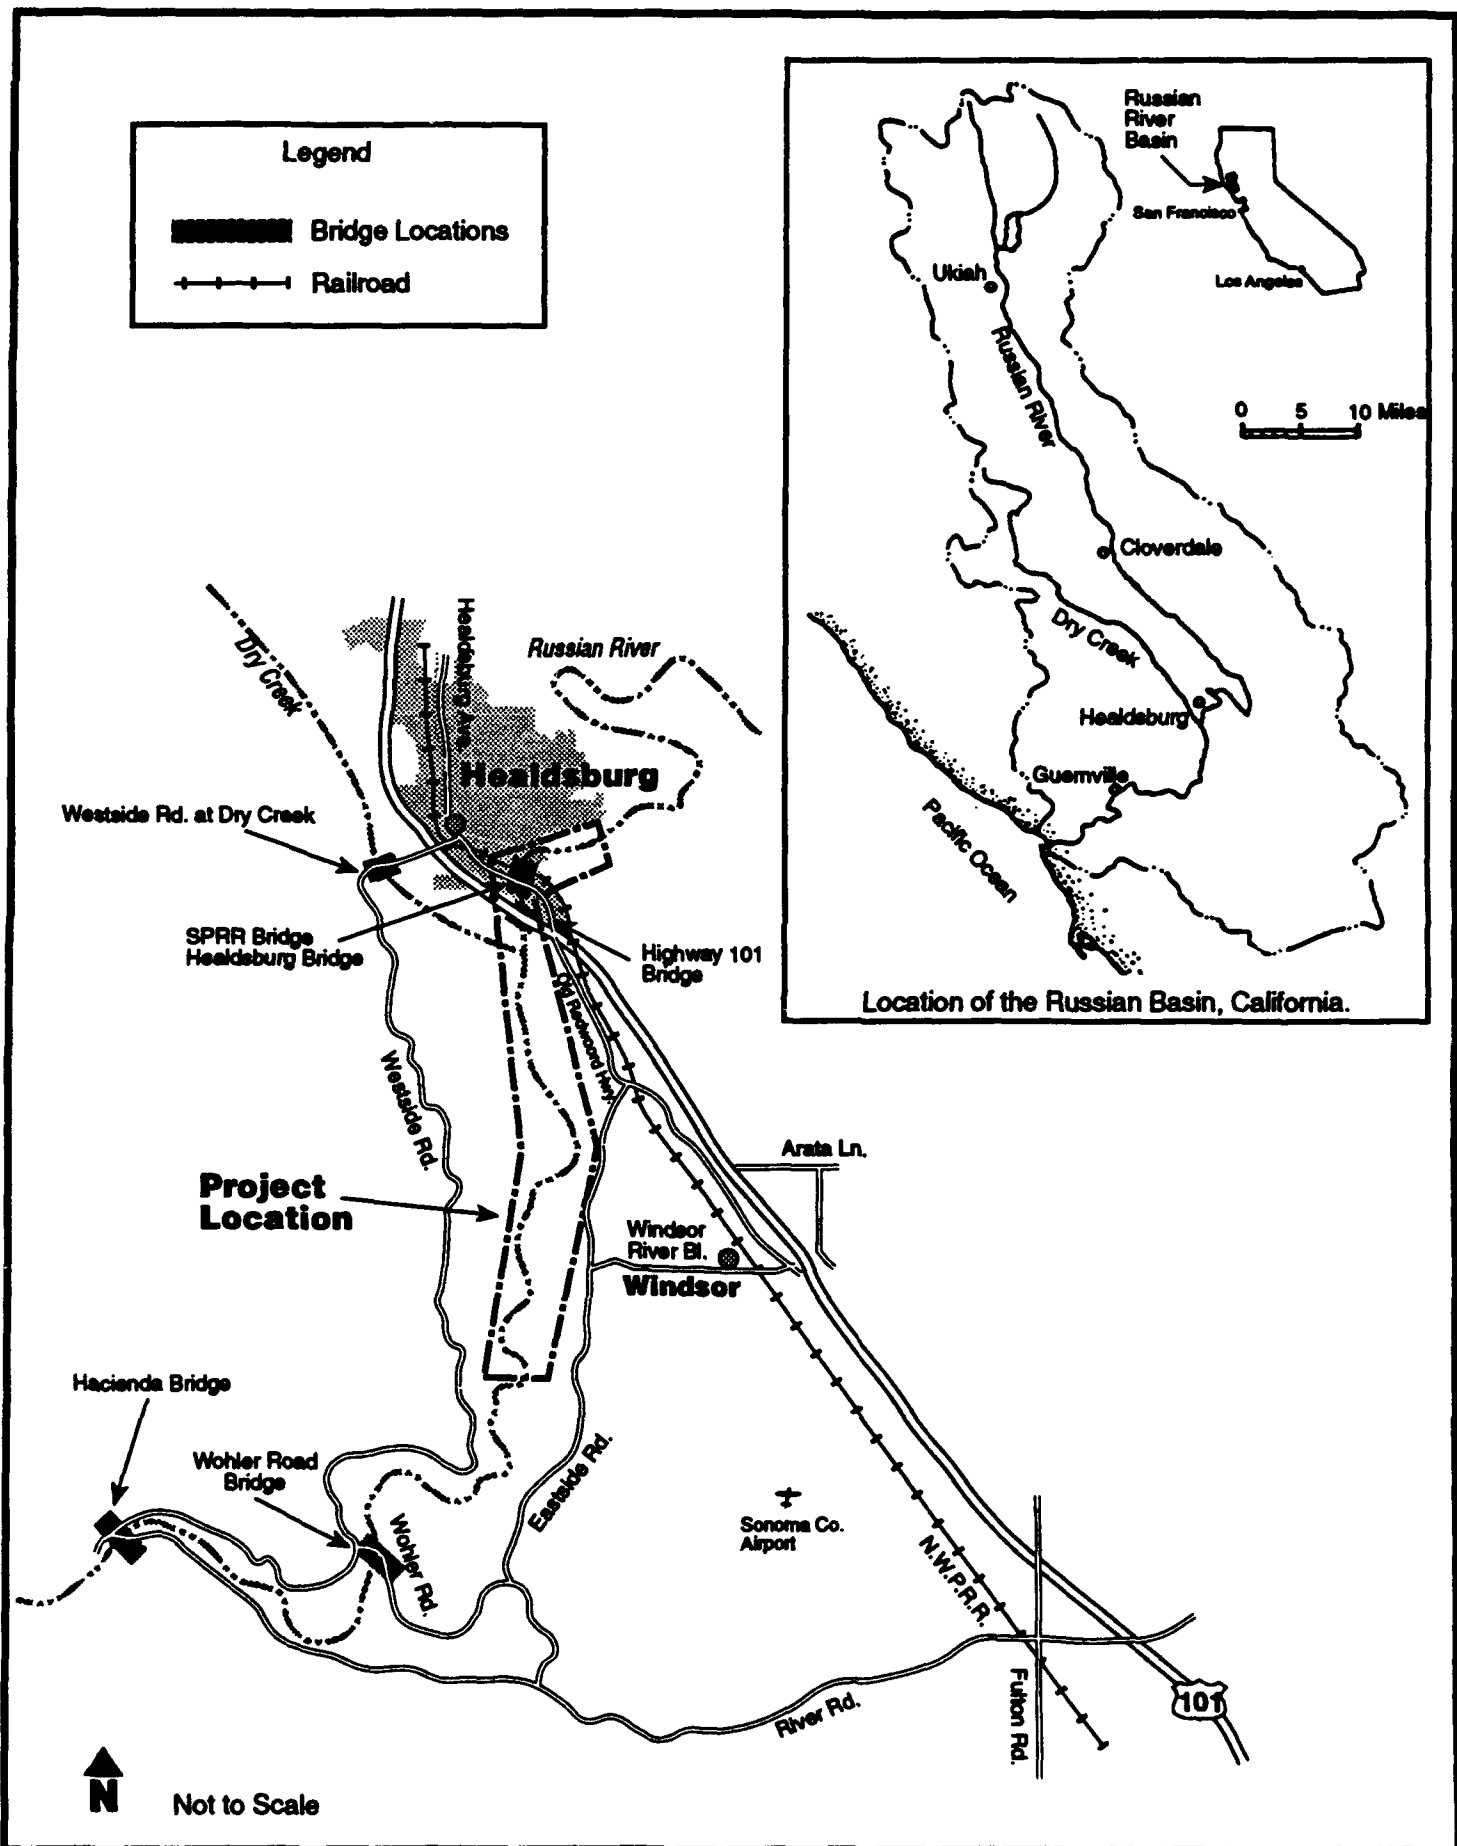 Legend
Bridge Locations
Railroad
Russian
River
Basin
San Francisco
Los Angeles
Ukiah
Russian River
0 5 10 Miles
Cloverdale
Dry Creek
Healdsburg
Guernville
Pacific Ocean
Location of the Russian Basin, California.
Healdsburg Ave.
Russian River
Dry Creek
Healdsburg
Westside Rd. at Dry Creek
SPRR Bridge
Healdsburg Bridge
Highway 101
Bridge
Old Redwoord Hwy.
Westside Rd.
Arata Ln.
Project
Location
Windsor
River Bl.
Windsor
Hacienda Bridge
Wohler Road
Bridge
Eastside Rd.
Wohler Rd.
Sonoma Co.
Airport
N.W.P.R.R.
River Rd.
Fulton Rd.
101
N
Not to Scale